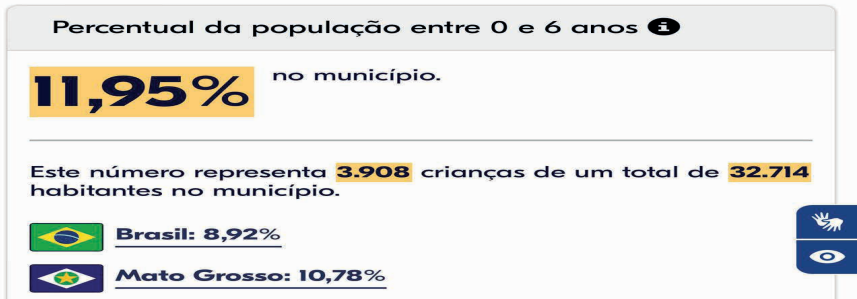 Percentual da população entre 0 e 6 anos
11,95% no município.
Este número representa 3.908 crianças de um total de 32.714
habitantes no município.
Brasil: 8,92%
Mato Grosso: 10,78%